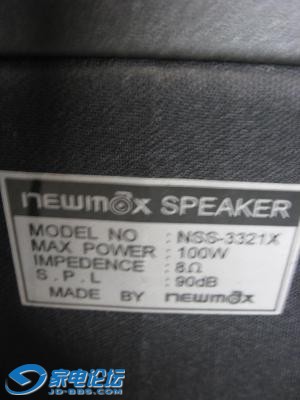 newmax SPEAKER
MODEL NO : NSS-3321X
MAX POWER : 100W
IMPEDENCE : 8Ω
S.P.L : 90dB
MADE BY newmax
家电论坛
JD-BBS.COM